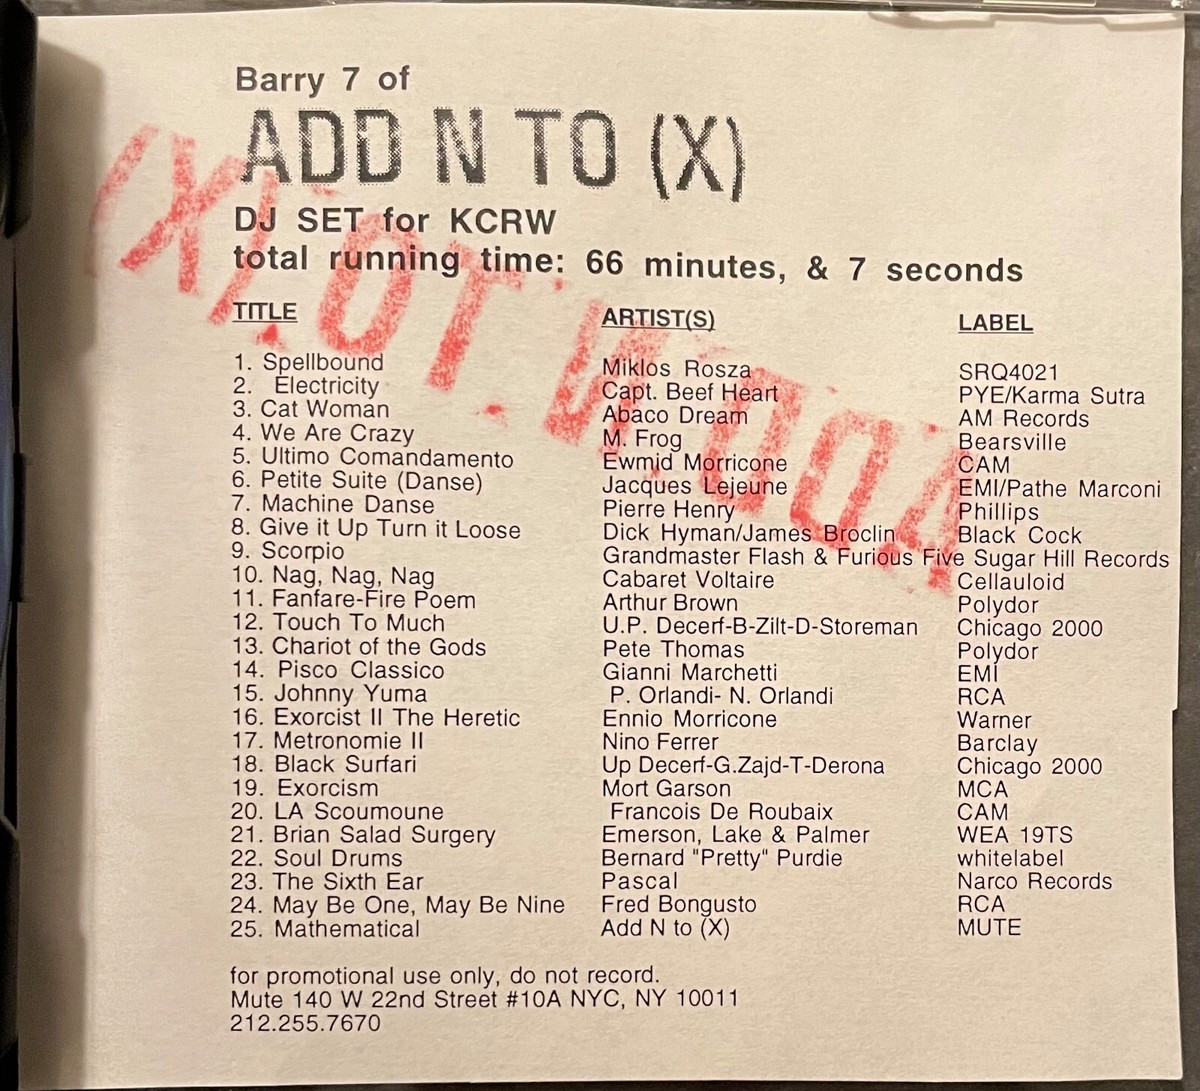 Barry 7 of
ADD N TO (X)
DJ SET for KCRW
total running time: 66 minutes, & 7 seconds
TITLE ARTIST(S) LABEL
1. Spellbound Miklos Rosza SRQ4021
2. Electricity Capt. Beef Heart PYE/Karma Sutra
3. Cat Woman Abaco Dream AM Records
4. We Are Crazy M. Frog Bearsville
5. Ultimo Comandamento Ewmid Morricone CAM
6. Petite Suite (Danse) Jacques Lejeune EMI/Pathe Marconi
7. Machine Danse Pierre Henry Phillips
8. Give it Up Turn it Loose Dick Hyman/James Broclin Black Cock
9. Scorpio Grandmaster Flash & Furious Five Sugar Hill Records
10. Nag, Nag, Nag Cabaret Voltaire Cellauloid
11. Fanfare-Fire Poem Arthur Brown Polydor
12. Touch To Much U.P. Decerf-B-Zilt-D-Storeman Chicago 2000
13. Chariot of the Gods Pete Thomas Polydor
14. Pisco Classico Gianni Marchetti EMI
15. Johnny Yuma P. Orlandi- N. Orlandi RCA
16. Exorcist II The Heretic Ennio Morricone Warner
17. Metronomie II Nino Ferrer Barclay
18. Black Surfari Up Decerf-G.Zajd-T-Derona Chicago 2000
19. Exorcism Mort Garson MCA
20. LA Scoumoune Francois De Roubaix CAM
21. Brian Salad Surgery Emerson, Lake & Palmer WEA 19TS
22. Soul Drums Bernard "Pretty" Purdie whitelabel
23. The Sixth Ear Pascal Narco Records
24. May Be One, May Be Nine Fred Bongusto RCA
25. Mathematical Add N to (X) MUTE
for promotional use only, do not record.
Mute 140 W 22nd Street #10A NYC, NY 10011
212.255.7670
(X) OT N DDA